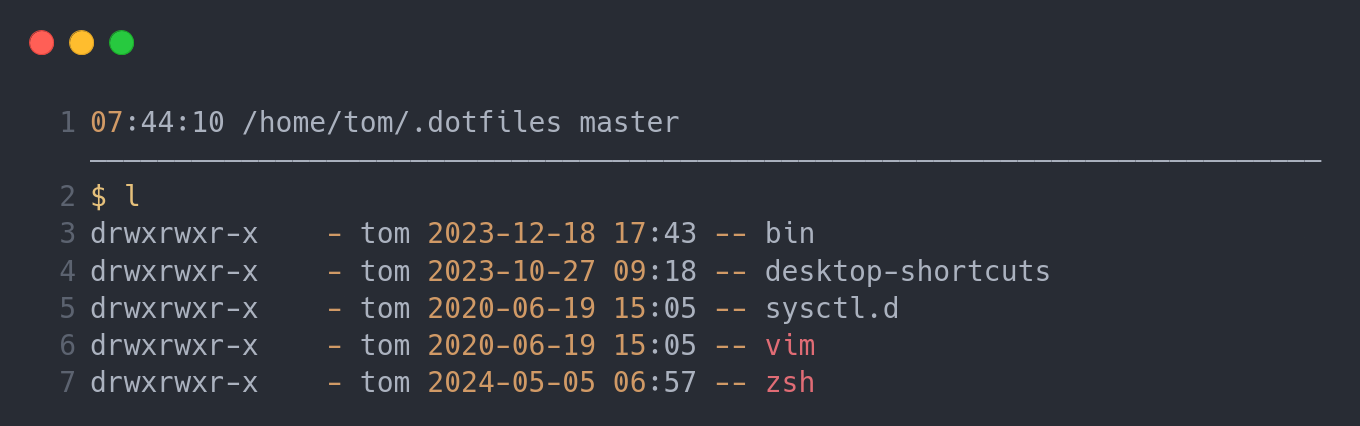 1 07:44:10 /home/tom/.dotfiles master
─────────────────────────────────────────────────────────────────────────
2 $ l
3 drwxrwxr-x    - tom 2023-12-18 17:43 -- bin
4 drwxrwxr-x    - tom 2023-10-27 09:18 -- desktop-shortcuts
5 drwxrwxr-x    - tom 2020-06-19 15:05 -- sysctl.d
6 drwxrwxr-x    - tom 2020-06-19 15:05 -- vim
7 drwxrwxr-x    - tom 2024-05-05 06:57 -- zsh